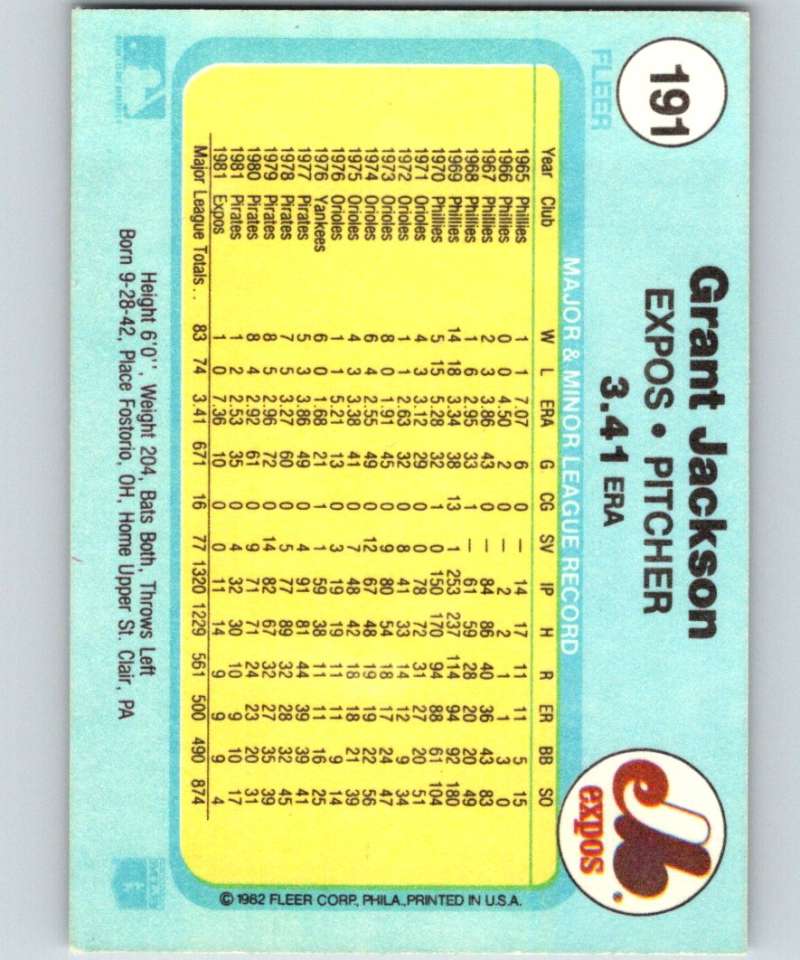 FLEER
191
Grant Jackson
EXPOS • PITCHER
3.41 ERA
expos
MAJOR & MINOR LEAGUE RECORD
Year Club W L ERA G CG SV IP H R ER BB SO
1965 Phillies 1 1 7.07 6 0 — 14 17 11 11 5 15
1966 Phillies 0 0 4.50 2 0 — 2 2 1 1 3 0
1967 Phillies 2 3 3.86 43 0 — 84 86 40 36 43 83
1968 Phillies 1 6 2.95 33 1 — 61 59 28 20 20 49
1969 Phillies 14 18 3.34 38 13 1 253 237 114 94 92 180
1970 Phillies 5 15 5.28 32 1 0 150 170 94 88 61 104
1971 Orioles 4 3 3.12 29 0 0 78 72 31 27 20 51
1972 Orioles 1 1 2.63 32 0 8 41 33 14 12 9 34
1973 Orioles 8 0 1.91 45 0 9 80 54 18 17 24 47
1974 Orioles 6 4 2.55 49 0 12 67 48 19 19 22 56
1975 Orioles 4 3 3.38 41 0 7 48 42 18 18 21 39
1976 Orioles 1 1 5.21 13 0 3 19 19 11 11 9 14
1976 Yankees 6 0 1.68 21 1 1 59 38 11 11 16 25
1977 Pirates 5 3 3.86 49 0 4 91 81 44 39 39 41
1978 Pirates 7 5 3.27 60 0 5 77 89 32 28 32 45
1979 Pirates 8 5 2.96 72 0 14 82 67 32 27 35 39
1980 Pirates 8 4 2.92 61 0 9 71 71 24 23 20 31
1981 Pirates 1 2 2.53 35 0 4 32 30 10 9 10 17
1981 Expos 1 0 7.36 10 0 0 11 14 9 9 9 4
Major League Totals . . 83 74 3.41 671 16 77 1320 1229 561 500 490 874
© 1982 FLEER CORP., PHILA., PRINTED IN U.S.A.
Height 6'0'', Weight 204, Bats Both, Throws Left
Born 9-28-42, Place Fostorio, OH, Home Upper St. Clair, PA